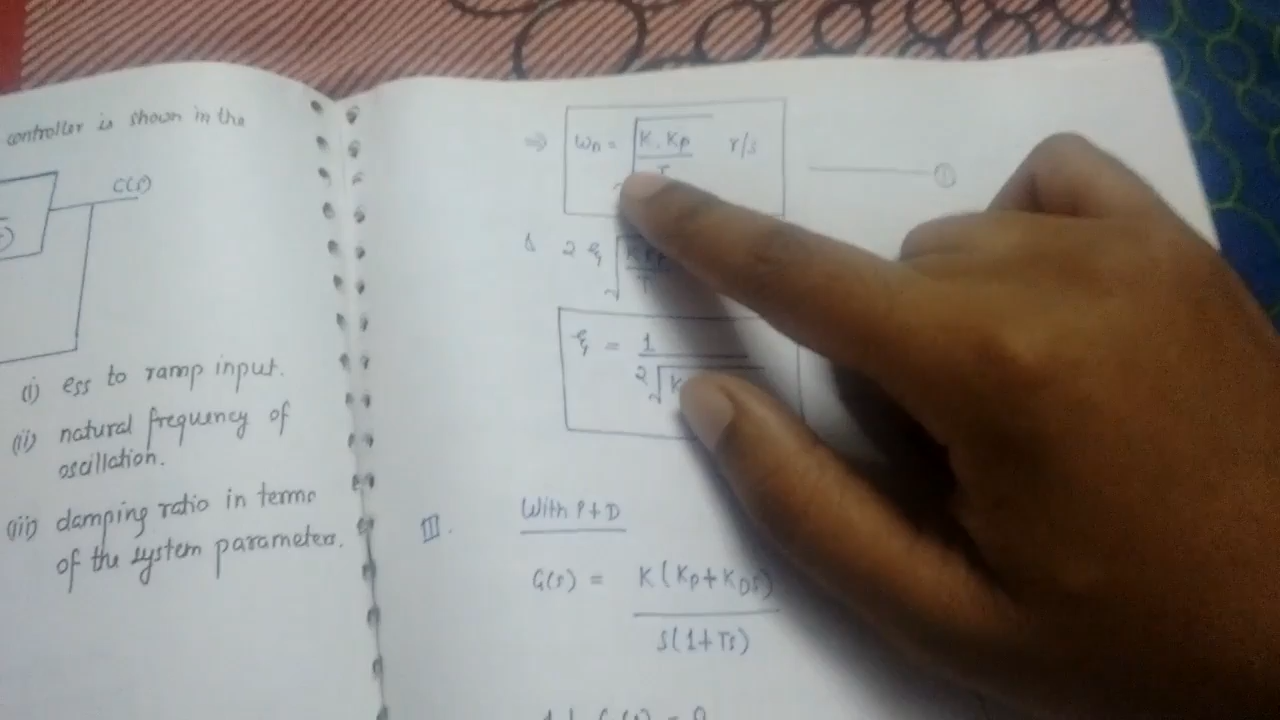 controller is shown in the
C(s)
(i) ess to ramp input.
(ii) natural frequency of
oscillation.
(iii) damping ratio in terms
of the system parameters.
⇒ ωn = √(K.Kp/T) r/s ①
2 ξ √(KKp/T)
ξ = 1/2√K
III. With P+D
G(s) = K(Kp+KDs)
s(1+Ts)